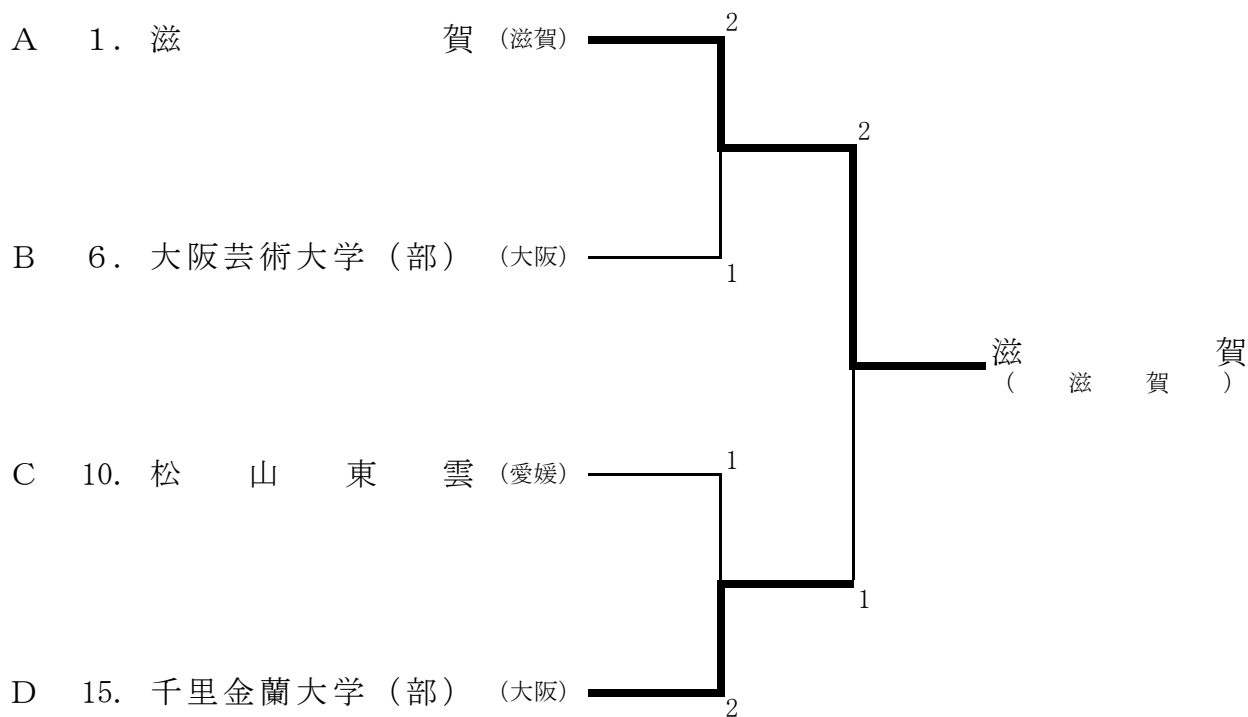 2
A 1. 滋賀 (滋賀)
2
B 6. 大阪芸術大学(部) (大阪)
1
滋賀
(滋賀)
1
C 10. 松山東雲 (愛媛)
1
D 15. 千里金蘭大学(部) (大阪)
2